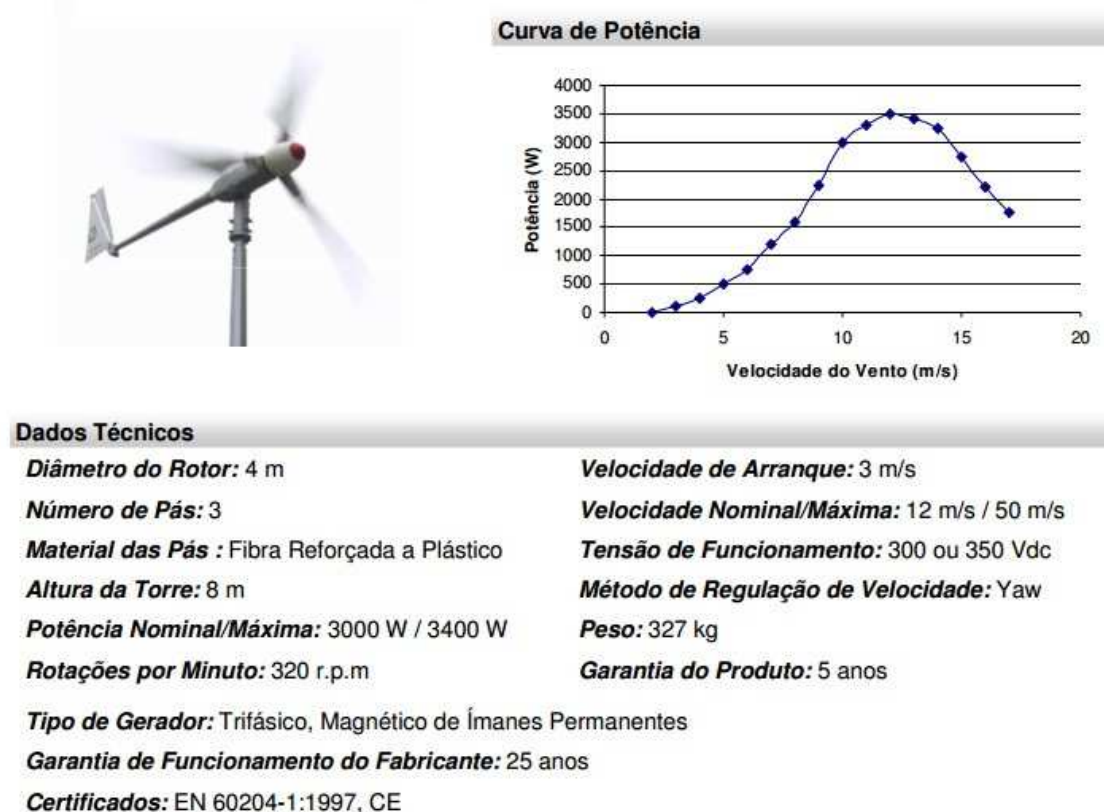 Curva de Potência
4000
3500
3000
2500
2000
1500
1000
500
0
Potência (W)
0 5 10 15 20
Velocidade do Vento (m/s)
Dados Técnicos
Diâmetro do Rotor: 4 m
Velocidade de Arranque: 3 m/s
Número de Pás: 3
Velocidade Nominal/Máxima: 12 m/s / 50 m/s
Material das Pás : Fibra Reforçada a Plástico
Tensão de Funcionamento: 300 ou 350 Vdc
Altura da Torre: 8 m
Método de Regulação de Velocidade: Yaw
Potência Nominal/Máxima: 3000 W / 3400 W
Peso: 327 kg
Rotações por Minuto: 320 r.p.m
Garantia do Produto: 5 anos
Tipo de Gerador: Trifásico, Magnético de Ímanes Permanentes
Garantia de Funcionamento do Fabricante: 25 anos
Certificados: EN 60204-1:1997, CE